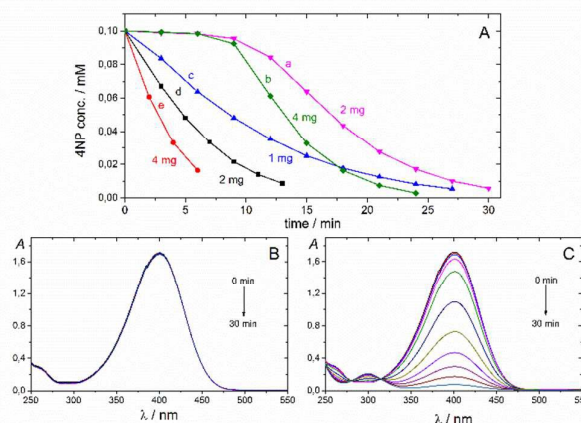 A
0,10
0,08
0,06
0,04
0,02
0,00
4NP conc. / mM
a
b
c
d
e
2 mg
4 mg
1 mg
2 mg
4 mg
0 5 10 15 20 25 30
time / min
A
B
1,6
1,2
0,8
0,4
0,0
0 min
30 min
250 300 350 400 450 500 550
λ / nm
A
C
1,6
1,2
0,8
0,4
0,0
0 min
30 min
250 300 350 400 450 500 550
λ / nm